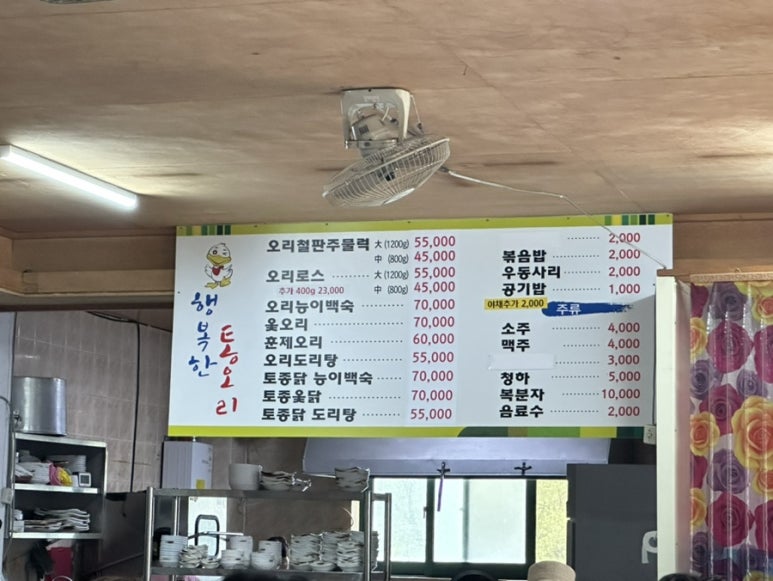 행복한
통오리
오리철판주물럭 大 (1200g) 55,000
中 (800g) 45,000
오리로스 大 (1200g) 55,000
추가 400g 23,000 中 (800g) 45,000
오리능이백숙 70,000
옻오리 70,000
훈제오리 60,000
오리도리탕 55,000
토종닭 능이백숙 70,000
토종옻닭 70,000
토종닭 도리탕 55,000
2,000
볶음밥 2,000
우동사리 2,000
공기밥 1,000
야채추가 2,000
주류
소주 4,000
맥주 4,000
3,000
청하 5,000
복분자 10,000
음료수 2,000